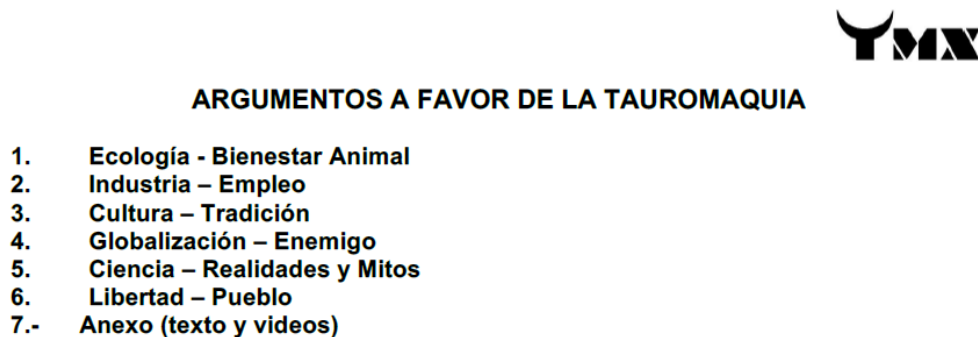 TMX
ARGUMENTOS A FAVOR DE LA TAUROMAQUIA
1. Ecología - Bienestar Animal
2. Industria – Empleo
3. Cultura – Tradición
4. Globalización – Enemigo
5. Ciencia – Realidades y Mitos
6. Libertad – Pueblo
7.- Anexo (texto y videos)